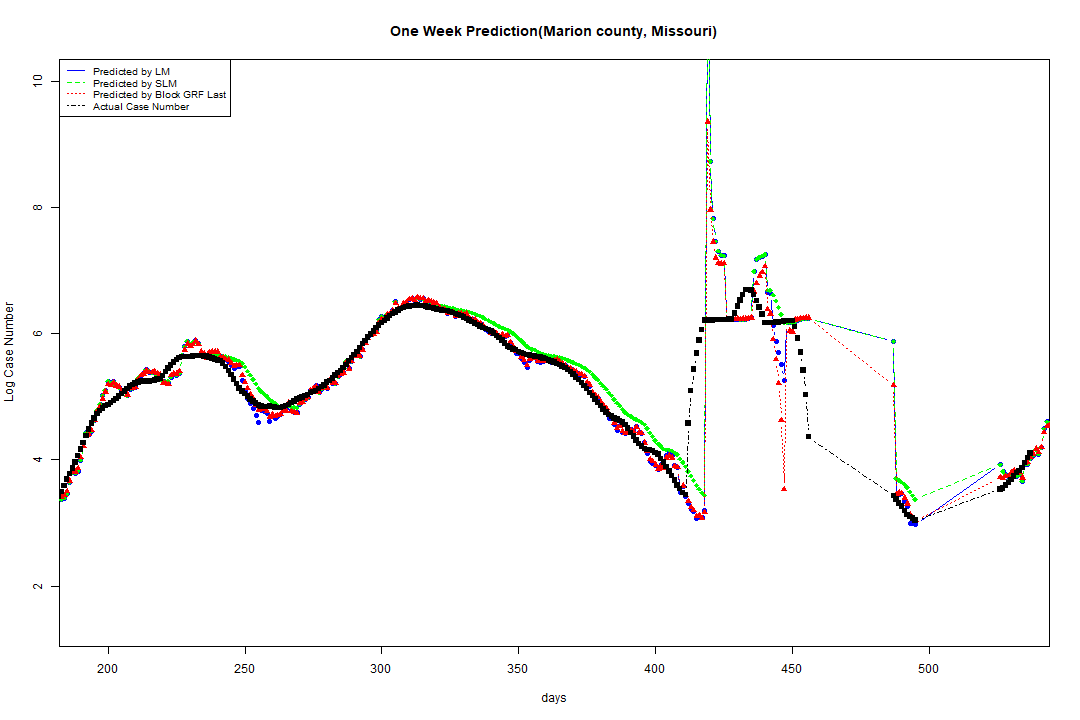 One Week Prediction(Marion county, Missouri)
Predicted by LM
Predicted by SLM
Predicted by Block GRF Last
Actual Case Number
Log Case Number
10
8
6
4
2
200 250 300 350 400 450 500
days